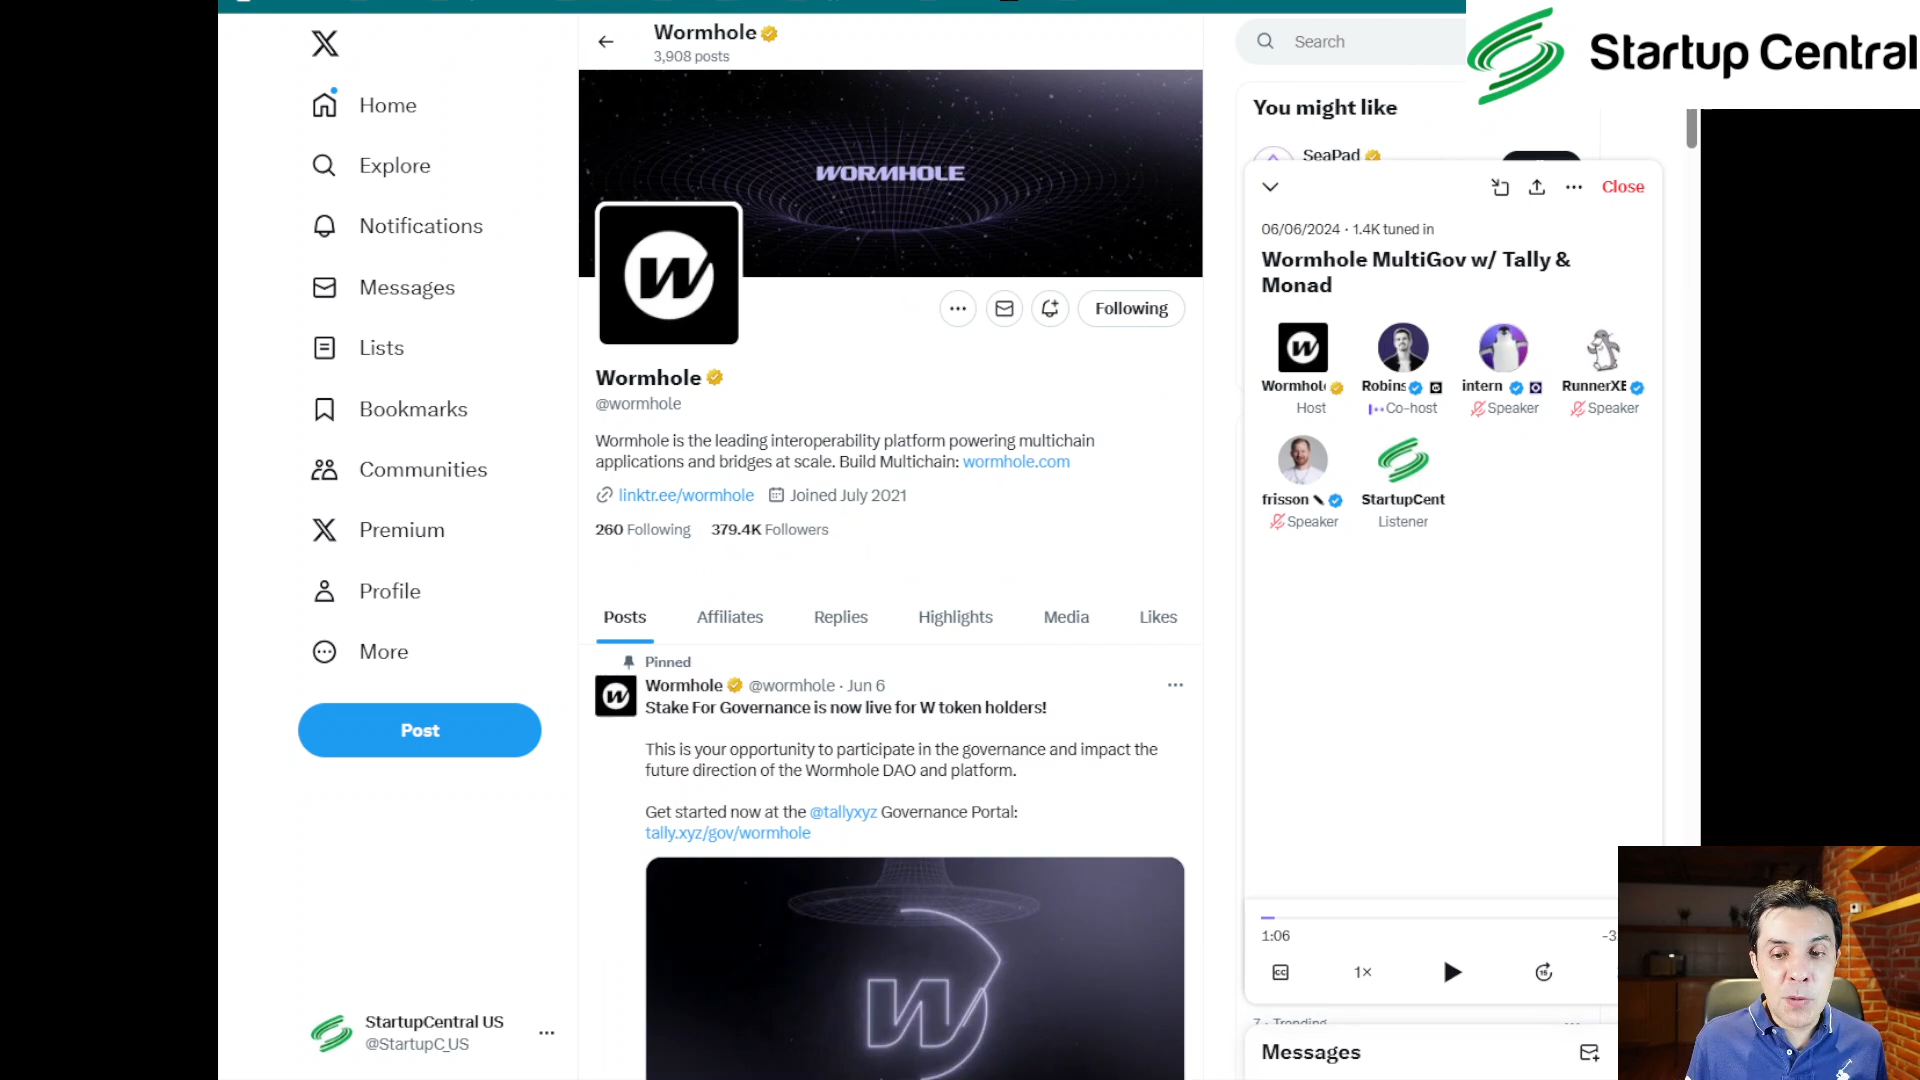 Home
Explore
Notifications
Messages
Lists
Bookmarks
Communities
Premium
Profile
More
Post
StartupCentral US
@StartupC_US
Wormhole
3,908 posts
WORMHOLE
Following
Wormhole
@wormhole
Wormhole is the leading interoperability platform powering multichain
applications and bridges at scale. Build Multichain: wormhole.com
linktr.ee/wormhole Joined July 2021
260 Following 379.4K Followers
Posts Affiliates Replies Highlights Media Likes
Pinned
Wormhole @wormhole · Jun 6
Stake For Governance is now live for W token holders!
This is your opportunity to participate in the governance and impact the
future direction of the Wormhole DAO and platform.
Get started now at the @tallyxyz Governance Portal:
tally.xyz/gov/wormhole
Search
Startup Central
You might like
SeaPad
Close
06/06/2024 · 1.4K tuned in
Wormhole MultiGov w/ Tally &
Monad
Wormhol Robins intern RunnerXE
Host Co-host Speaker Speaker
frisson StartupCent
Speaker Listener
1:06 -3
CC 1× 15
7 · Trending
Messages